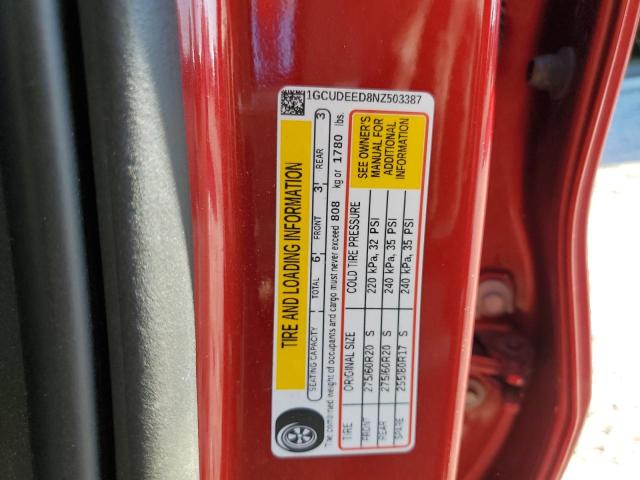 1GCUDEED8NZ503387
TIRE AND LOADING INFORMATION
SEATING CAPACITY TOTAL 6 FRONT 3 REAR 3
The combined weight of occupants and cargo must never exceed 808 kg or 1780 lbs.
TIRE ORIGINAL SIZE COLD TIRE PRESSURE
FRONT 275/60R20 S 220 kPa, 32 PSI
REAR 275/60R20 S 240 kPa, 35 PSI
SPARE 255/80R17 S 240 kPa, 35 PSI
SEE OWNER'S
MANUAL FOR
ADDITIONAL
INFORMATION